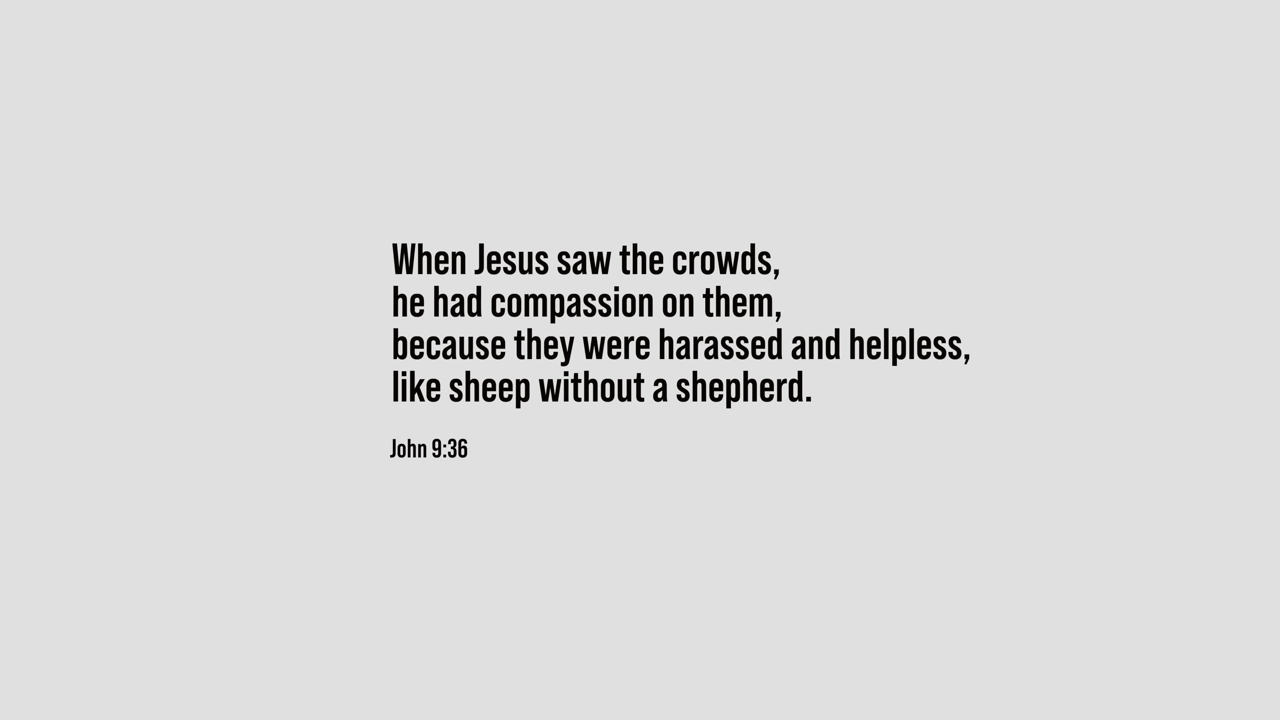 When Jesus saw the crowds,
he had compassion on them,
because they were harassed and helpless,
like sheep without a shepherd.
John 9:36